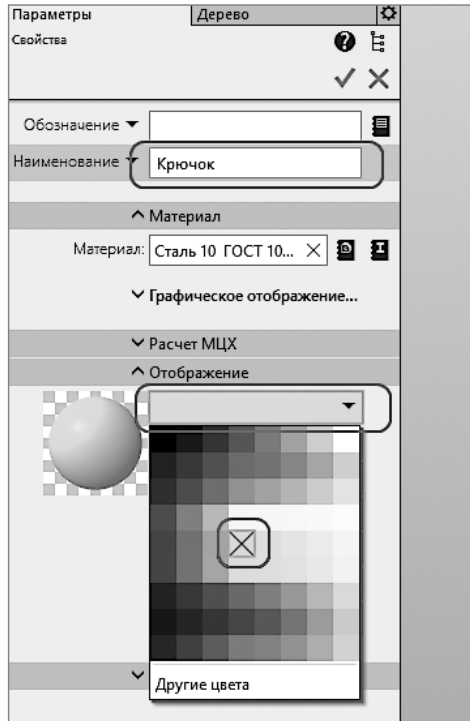 Параметры Дерево
Свойства
Обозначение
Наименование Крючок
Материал
Материал: Сталь 10 ГОСТ 10...
Графическое отображение...
Расчет МЦХ
Отображение
Другие цвета